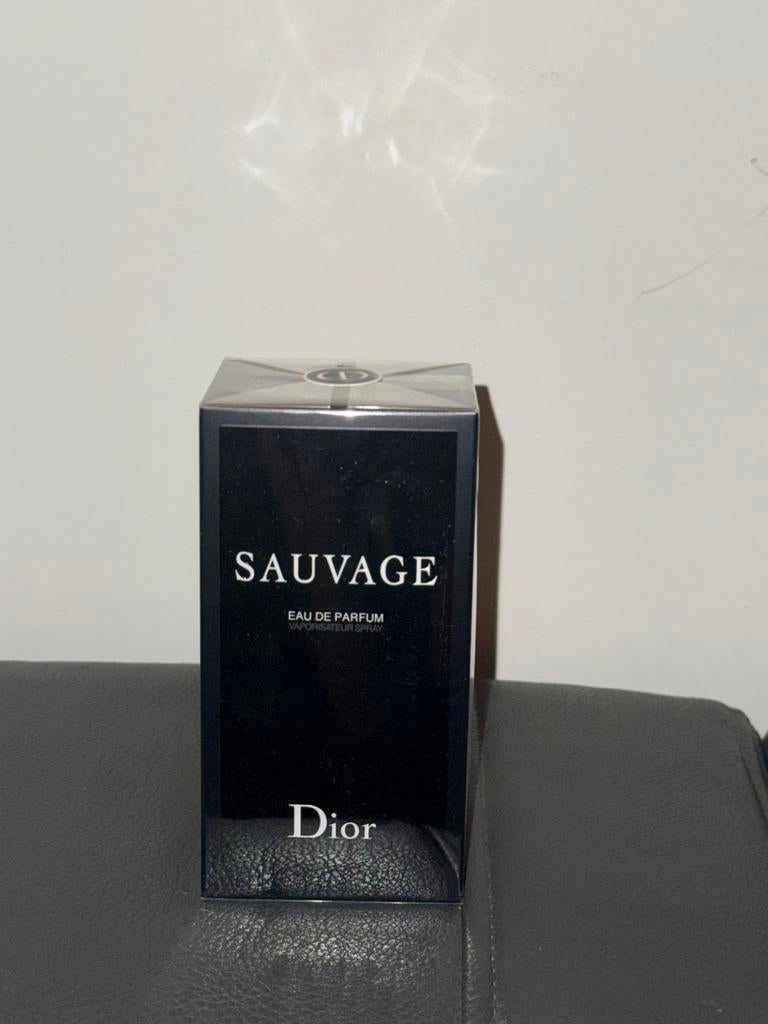 SAUVAGE
EAU DE PARFUM
VAPORISATEUR SPRAY
Dior